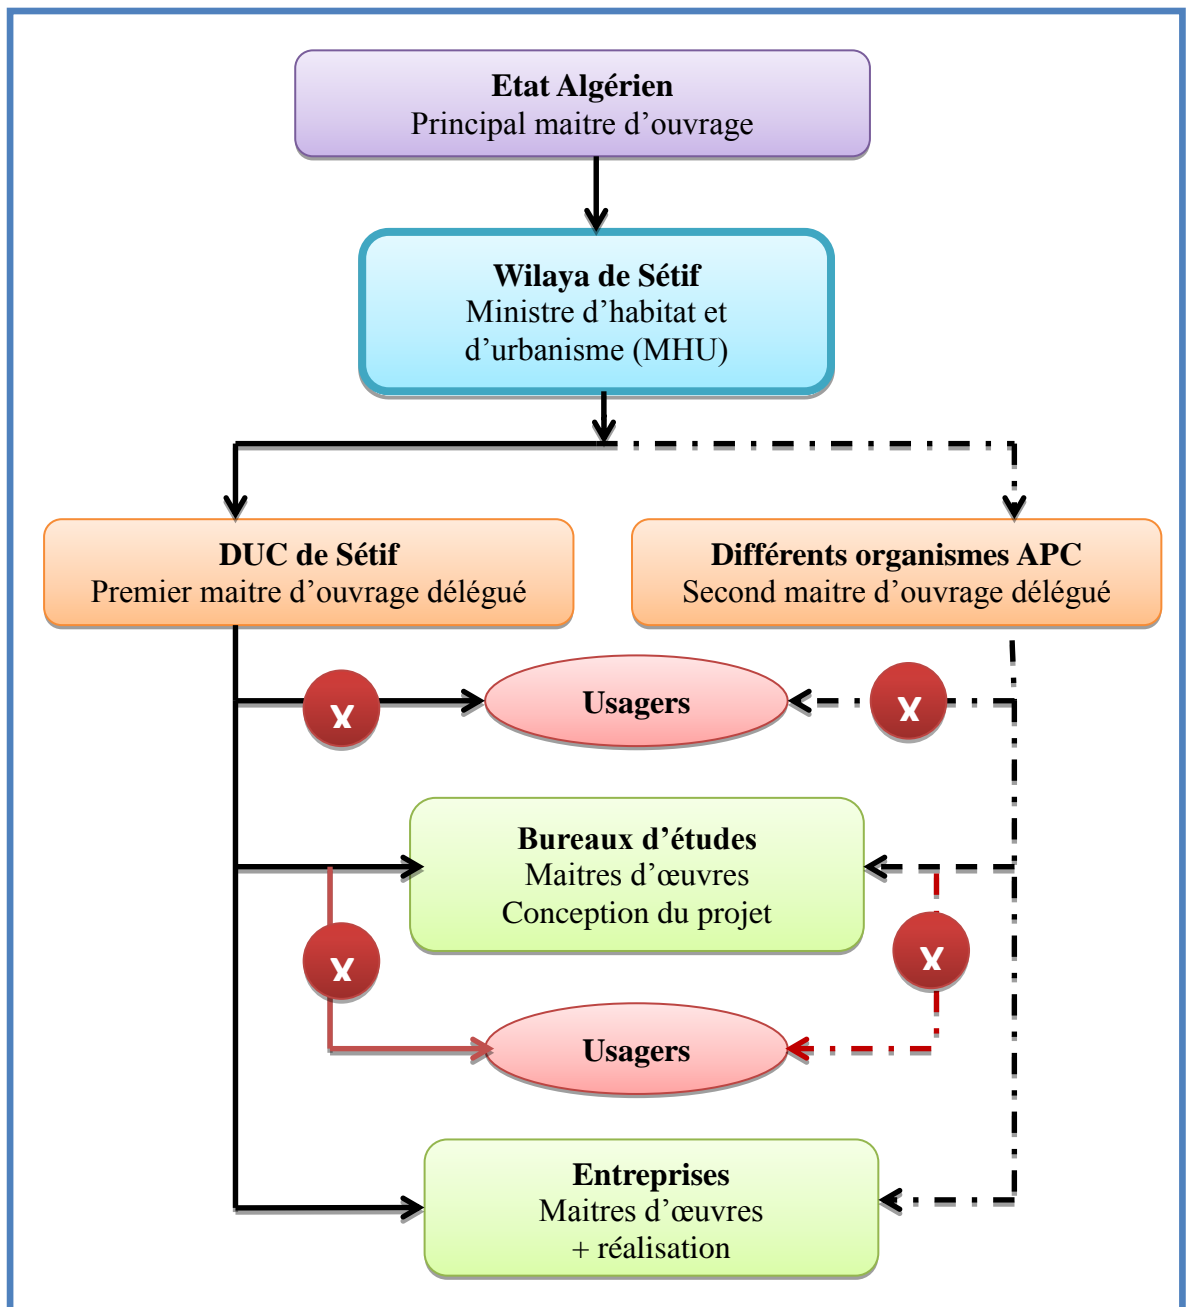 Etat Algérien
Principal maitre d’ouvrage
Wilaya de Sétif
Ministre d’habitat et
d’urbanisme (MHU)
DUC de Sétif
Premier maitre d’ouvrage délégué
Différents organismes APC
Second maitre d’ouvrage délégué
X
Usagers
X
Bureaux d’études
Maitres d’œuvres
Conception du projet
X
X
Usagers
Entreprises
Maitres d’œuvres
+ réalisation